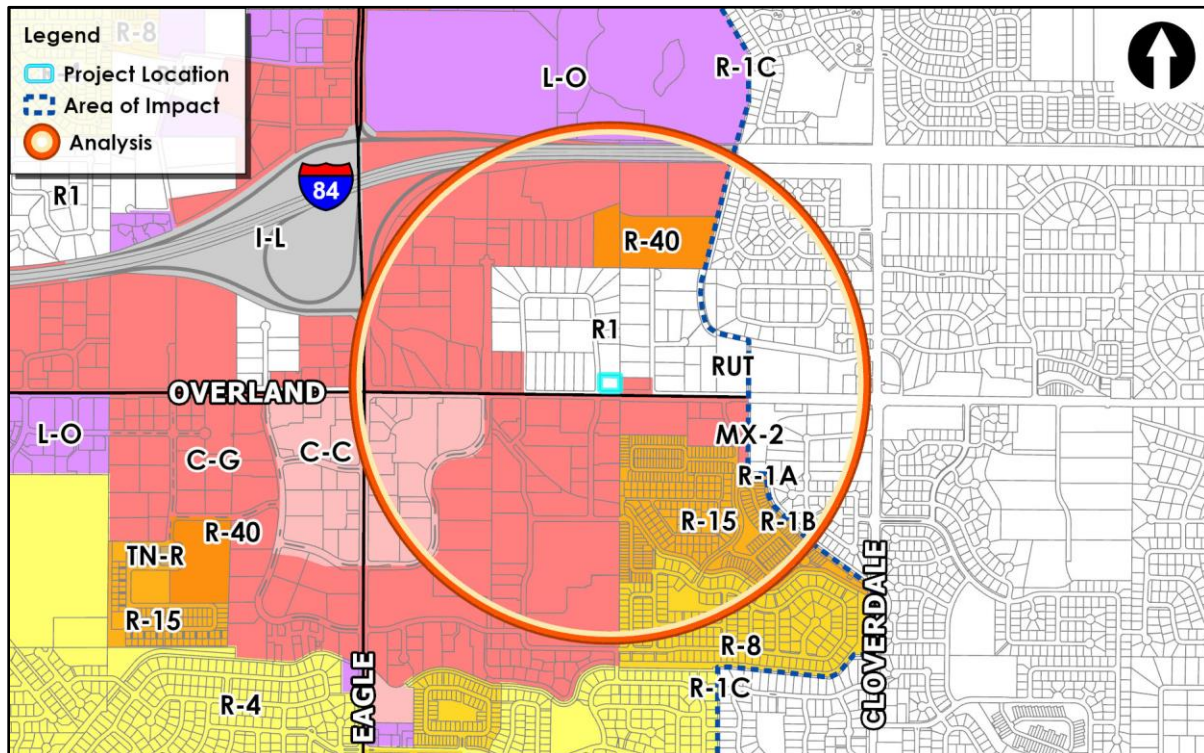 Legend
Project Location
Area of Impact
Analysis
R-8
L-O
R-1C
R1
84
I-L
R-40
R1
RUT
OVERLAND
L-O
C-G
C-C
MX-2
R-1A
R-15
R-1B
R-40
TN-R
R-15
EAGLE
CLOVERDALE
R-8
R-1C
R-4